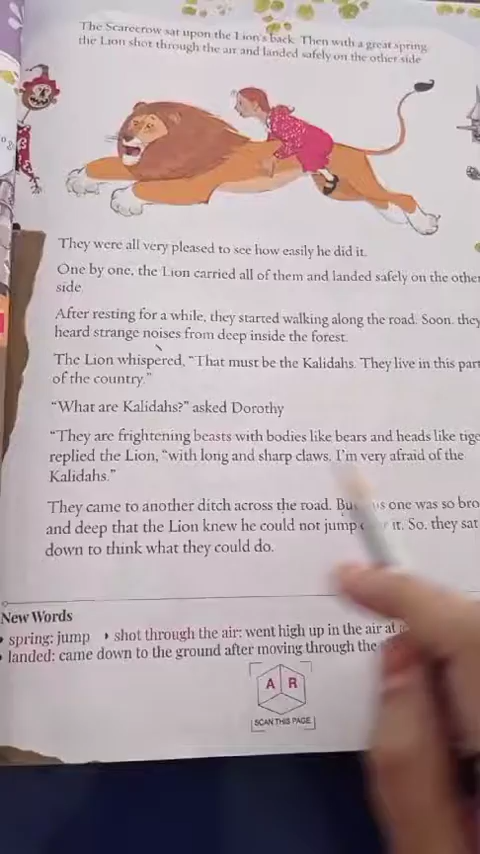 The Scarecrow sat upon the Lion's back. Then with a great spring
the Lion shot through the air and landed safely on the other side
They were all very pleased to see how easily he did it.
One by one, the Lion carried all of them and landed safely on the other
side
After resting for a while, they started walking along the road. Soon, they
heard strange noises from deep inside the forest.
The Lion whispered, "That must be the Kalidahs. They live in this part
of the country."
"What are Kalidahs?" asked Dorothy
"They are frightening beasts with bodies like bears and heads like tige
replied the Lion, "with long and sharp claws. I'm very afraid of the
Kalidahs."
They came to another ditch across the road. But one was so bro
and deep that the Lion knew he could not jump it. So, they sat
down to think what they could do.
New Words
spring: jump • shot through the air: went high up in the air
landed: came down to the ground after moving through the
A R
SCAN THIS PAGE